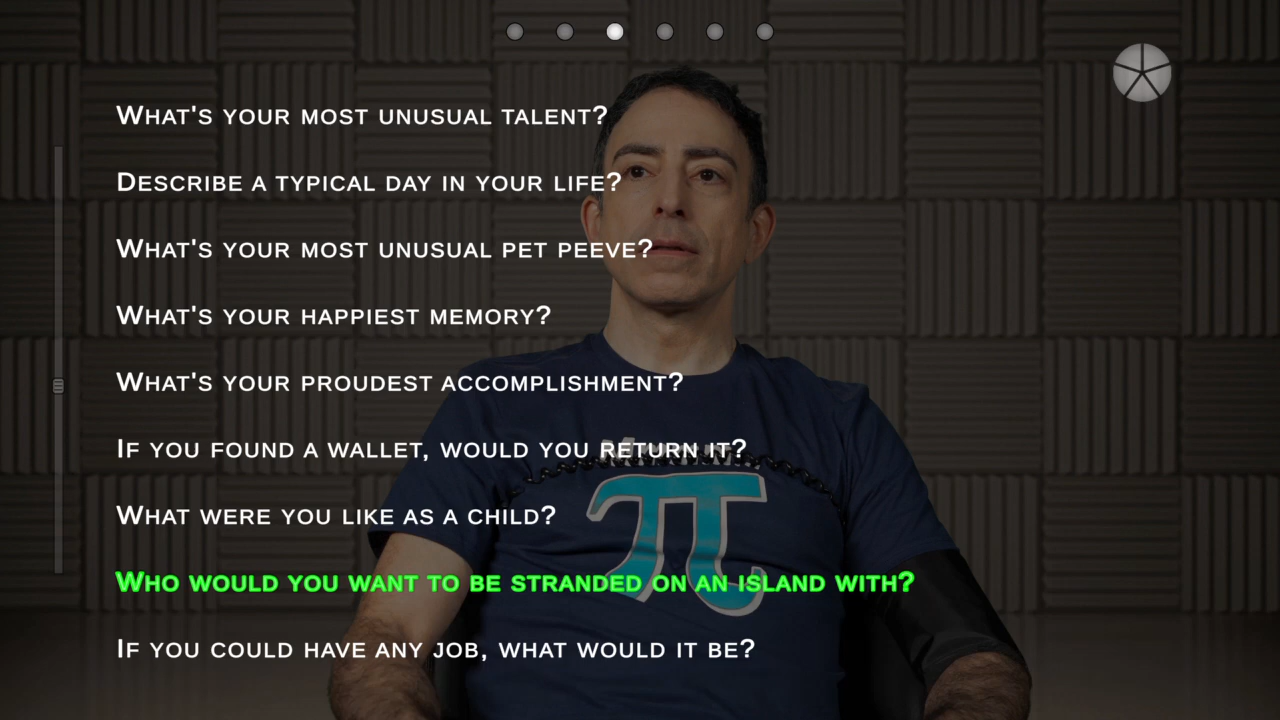 What's your most unusual talent?
Describe a typical day in your life?
What's your most unusual pet peeve?
What's your happiest memory?
What's your proudest accomplishment?
If you found a wallet, would you return it?
What were you like as a child?
Who would you want to be stranded on an island with?
If you could have any job, what would it be?